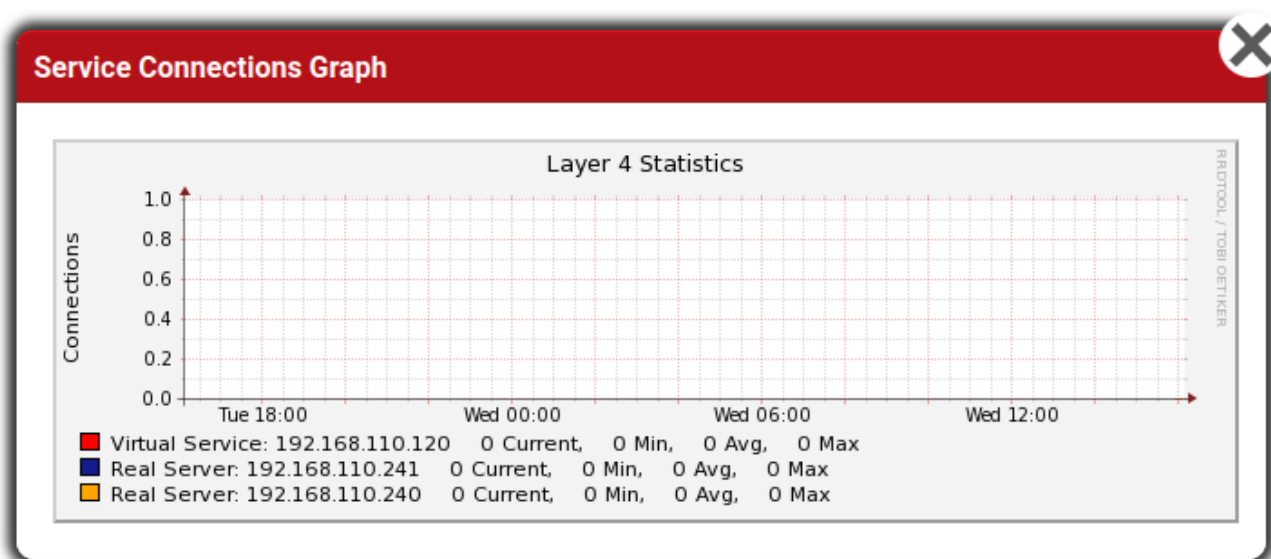 Service Connections Graph
Layer 4 Statistics
RRDTOOL / TOBI OETIKER
Connections
1.0
0.8
0.6
0.4
0.2
0.0
Tue 18:00 Wed 00:00 Wed 06:00 Wed 12:00
Virtual Service: 192.168.110.120 0 Current, 0 Min, 0 Avg, 0 Max
Real Server: 192.168.110.241 0 Current, 0 Min, 0 Avg, 0 Max
Real Server: 192.168.110.240 0 Current, 0 Min, 0 Avg, 0 Max